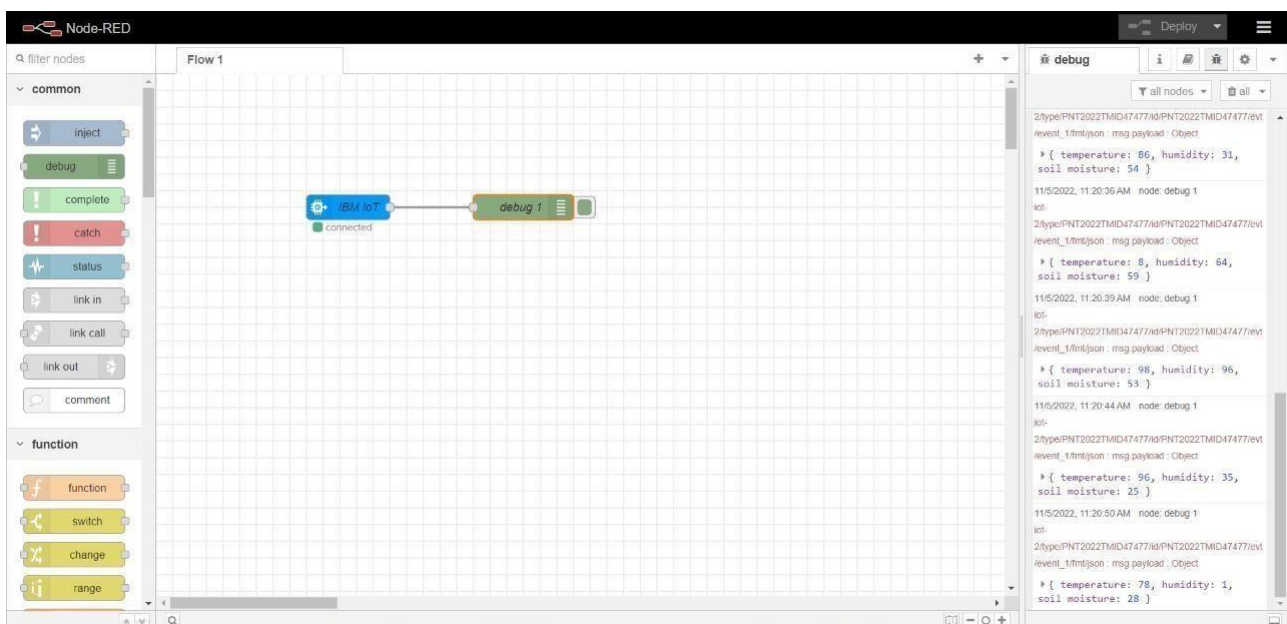 Node-RED
Deploy
filter nodes
Flow 1
debug
i
all nodes
all
common
inject
debug
complete
catch
status
link in
link call
link out
comment
function
function
switch
change
range
IBM IoT
connected
debug 1
2/type/PNT2022TMID47477/id/PNT2022TMID47477/evt
/event_1/fmt/json : msg.payload : Object
{ temperature: 86, humidity: 31,
soil moisture: 54 }
11/5/2022, 11:20:36 AM node: debug 1
iot-
2/type/PNT2022TMID47477/id/PNT2022TMID47477/evt
/event_1/fmt/json : msg.payload : Object
{ temperature: 8, humidity: 64,
soil moisture: 59 }
11/5/2022, 11:20:39 AM node: debug 1
iot-
2/type/PNT2022TMID47477/id/PNT2022TMID47477/evt
/event_1/fmt/json : msg.payload : Object
{ temperature: 98, humidity: 96,
soil moisture: 53 }
11/5/2022, 11:20:44 AM node: debug 1
iot-
2/type/PNT2022TMID47477/id/PNT2022TMID47477/evt
/event_1/fmt/json : msg.payload : Object
{ temperature: 96, humidity: 35,
soil moisture: 25 }
11/5/2022, 11:20:50 AM node: debug 1
iot-
2/type/PNT2022TMID47477/id/PNT2022TMID47477/evt
/event_1/fmt/json : msg.payload : Object
{ temperature: 78, humidity: 1,
soil moisture: 28 }